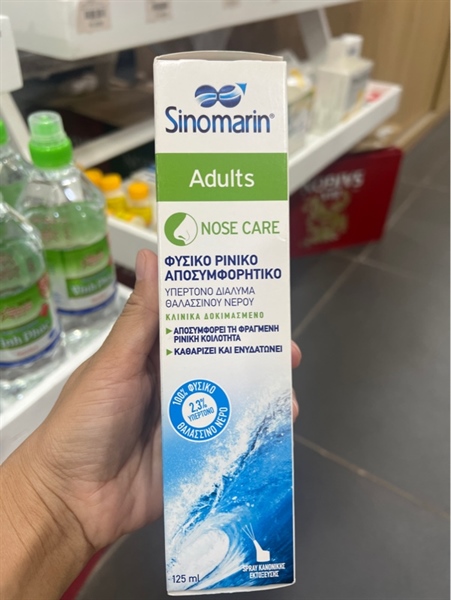 Sinomarin®
Adults
NOSE CARE
ΦΥΣΙΚΟ ΡΙΝΙΚΟ
ΑΠΟΣΥΜΦΟΡΗΤΙΚΟ
ΥΠΕΡΤΟΝΟ ΔΙΑΛΥΜΑ
ΘΑΛΑΣΣΙΝΟΥ ΝΕΡΟΥ
ΚΛΙΝΙΚΑ ΔΟΚΙΜΑΣΜΕΝΟ
ΑΠΟΣΥΜΦΟΡΕΙ ΤΗ ΦΡΑΓΜΕΝΗ
ΡΙΝΙΚΗ ΚΟΙΛΟΤΗΤΑ
ΚΑΘΑΡΙΖΕΙ ΚΑΙ ΕΝΥΔΑΤΩΝΕΙ
100% ΦΥΣΙΚΟ
2.3%
ΥΠΕΡΤΟΝΟ
ΘΑΛΑΣΣΙΝΟ ΝΕΡΟ
SPRAY ΚΑΝΟΝΙΚΗΣ
ΕΚΤΟΞΕΥΣΗΣ
125 ml